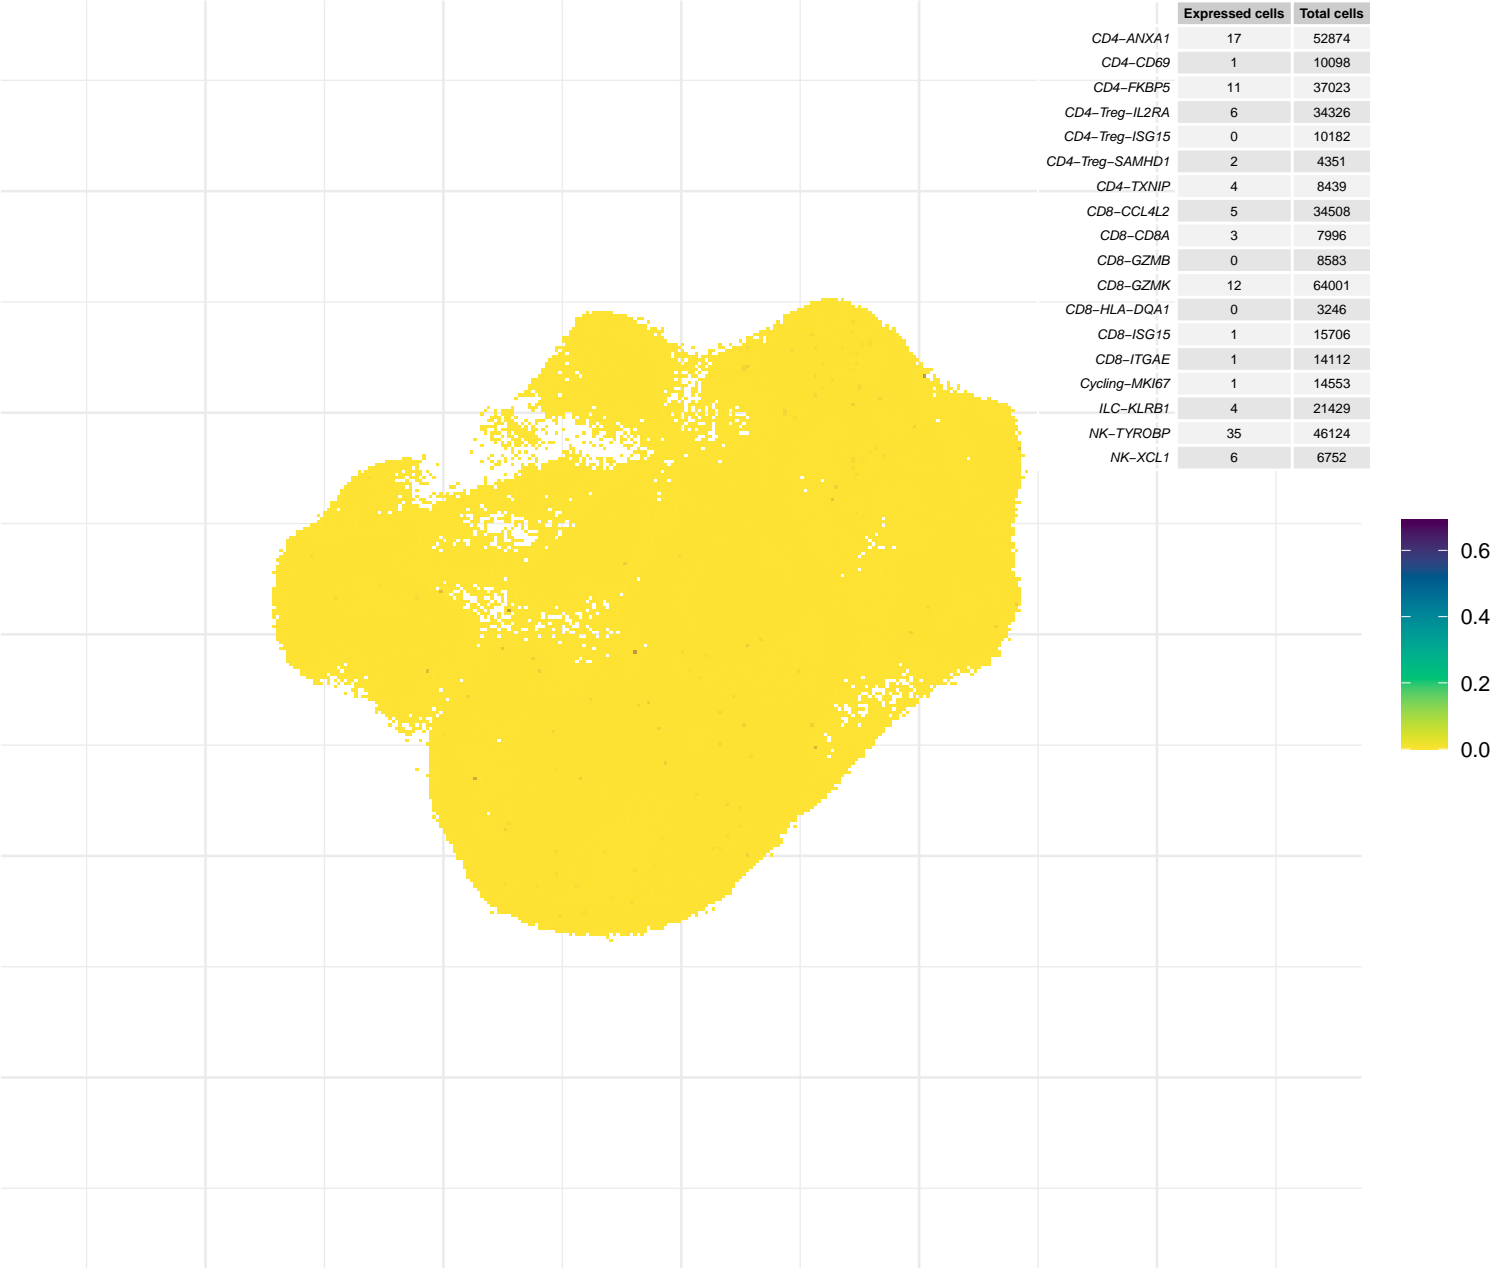 Expressed cells Total cells
CD4−ANXA1 17 52874
CD4−CD69 1 10098
CD4−FKBP5 11 37023
CD4−Treg−IL2RA 6 34326
CD4−Treg−ISG15 0 10182
CD4−Treg−SAMHD1 2 4351
CD4−TXNIP 4 8439
CD8−CCL4L2 5 34508
CD8−CD8A 3 7996
CD8−GZMB 0 8583
CD8−GZMK 12 64001
CD8−HLA−DQA1 0 3246
CD8−ISG15 1 15706
CD8−ITGAE 1 14112
Cycling−MKI67 1 14553
ILC−KLRB1 4 21429
NK−TYROBP 35 46124
NK−XCL1 6 6752
0.6
0.4
0.2
0.0